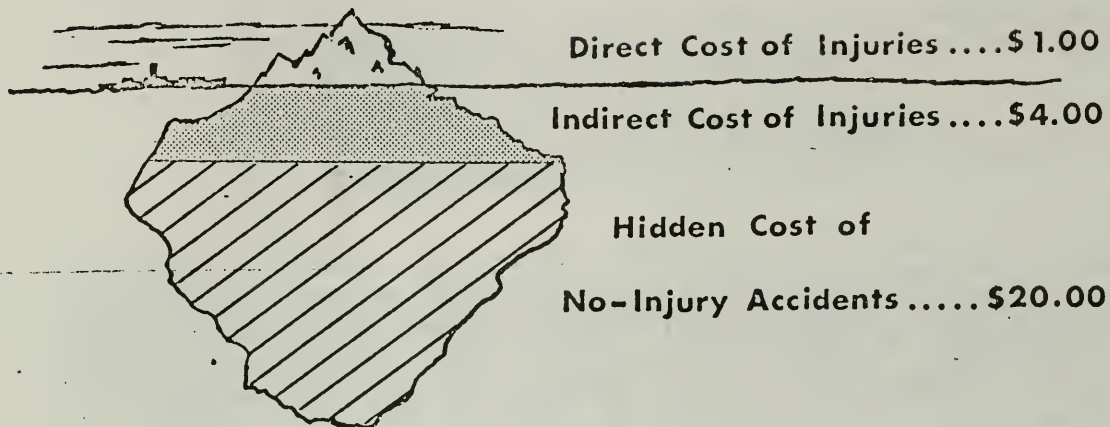 Direct Cost of Injuries ....$1.00
Indirect Cost of Injuries ....$4.00
Hidden Cost of
No-Injury Accidents .....$20.00